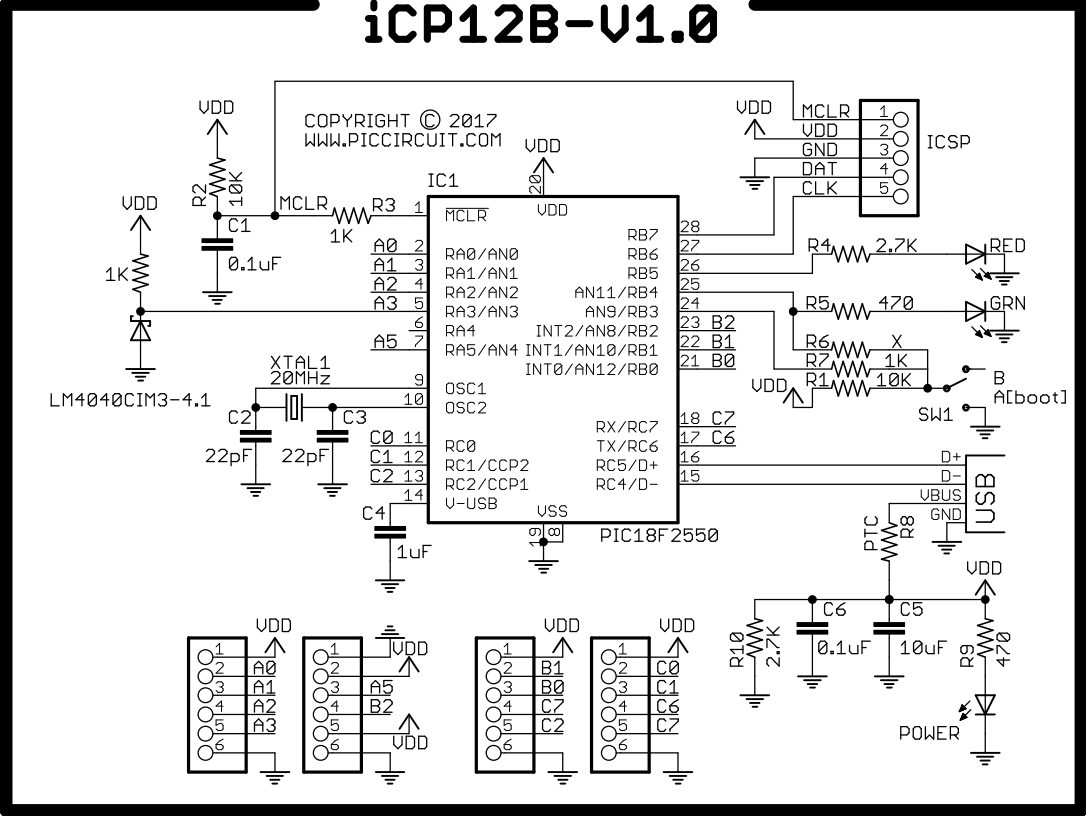 iCP12B-V1.0
COPYRIGHT © 2017
WWW.PICCIRCUIT.COM
VDD
R2
10K
MCLR
R3
1K
C1
0.1uF
VDD
1K
LM4040CIM3-4.1
A0
A1
A2
A3
A5
XTAL1
20MHz
C2
22pF
C3
22pF
C0
C1
C2
C4
1uF
IC1
VDD
20
VDD
1 MCLR
2 RA0/AN0
3 RA1/AN1
4 RA2/AN2
5 RA3/AN3
6 RA4
7 RA5/AN4
9 OSC1
10 OSC2
11 RC0
12 RC1/CCP2
13 RC2/CCP1
14 V-USB
RB7 28
RB6 27
RB5 26
AN11/RB4 25
AN9/RB3 24
INT2/AN8/RB2 23 B2
INT1/AN10/RB1 22 B1
INT0/AN12/RB0 21 B0
RX/RC7 18 C7
TX/RC6 17 C6
RC5/D+ 16
RC4/D- 15
VSS
19
8
PIC18F2550
VDD
MCLR 1
VDD 2
GND 3
DAT 4
CLK 5
ICSP
R4 2.7K RED
R5 470 GRN
R6 X
R7 1K
R1 10K
VDD
SW1
B
A[boot]
D+
D-
VBUS
GND
USB
PTC
R8
VDD
R10
2.7K
C6
0.1uF
C5
10uF
R9
470
POWER
VDD
1
2 A0
3 A1
4 A2
5 A3
6
1
2 VDD
3 A5
4 B2
5 VDD
6
VDD
1
2 B1
3 B0
4 C7
5 C2
6
VDD
1
2 C0
3 C1
4 C6
5 C7
6